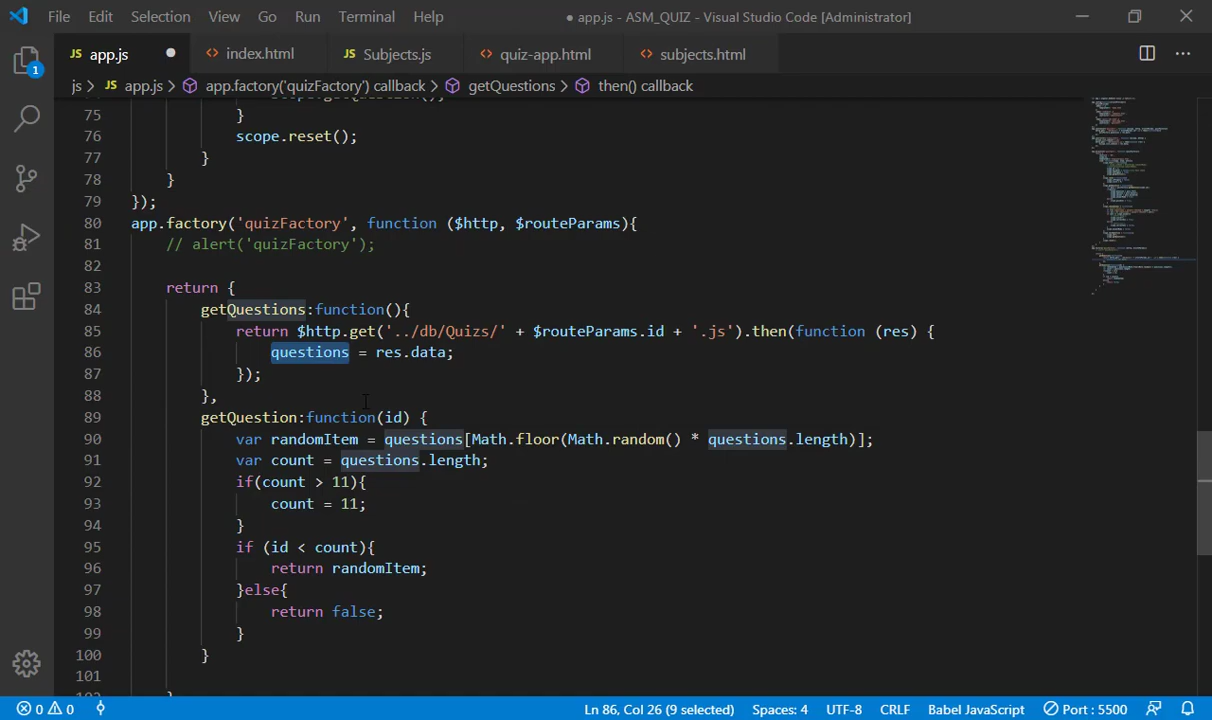 File Edit Selection View Go Run Terminal Help ● app.js - ASM_QUIZ - Visual Studio Code [Administrator]
JS app.js ● <> index.html JS Subjects.js <> quiz-app.html <> subjects.html ···
js > JS app.js > app.factory('quizFactory') callback > getQuestions > then() callback
1
75 }
76 scope.reset();
77 }
78 }
79 });
80 app.factory('quizFactory', function ($http, $routeParams){
81 // alert('quizFactory');
82
83 return {
84 getQuestions:function(){
85 return $http.get('../db/Quizs/' + $routeParams.id + '.js').then(function (res) {
86 questions = res.data;
87 });
88 },
89 getQuestion:function(id) {
90 var randomItem = questions[Math.floor(Math.random() * questions.length)];
91 var count = questions.length;
92 if(count > 11){
93 count = 11;
94 }
95 if (id < count){
96 return randomItem;
97 }else{
98 return false;
99 }
100 }
101
0 0 Ln 86, Col 26 (9 selected) Spaces: 4 UTF-8 CRLF Babel JavaScript Port : 5500